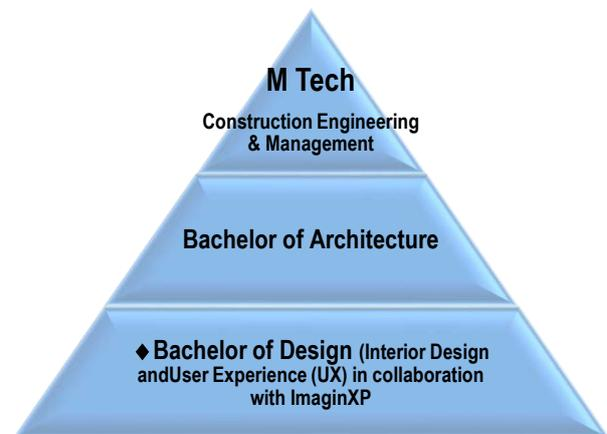 M Tech
Construction Engineering
& Management
Bachelor of Architecture
♦Bachelor of Design (Interior Design
andUser Experience (UX) in collaboration
with ImaginXP